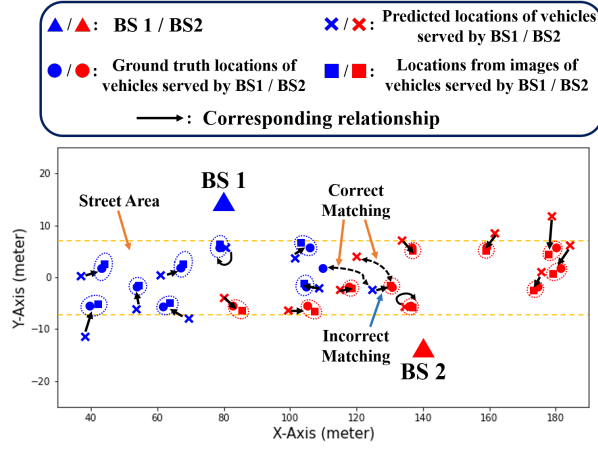 ▲/▲: BS 1 / BS2
×/×: Predicted locations of vehicles
served by BS1 / BS2
●/●: Ground truth locations of
vehicles served by BS1 / BS2
■/■: Locations from images of
vehicles served by BS1 / BS2
: Corresponding relationship
BS 1
Street Area
Correct
Matching
Incorrect
Matching
BS 2
Y-Axis (meter)
20
10
0
−10
−20
40
60
80
100
120
140
160
180
X-Axis (meter)